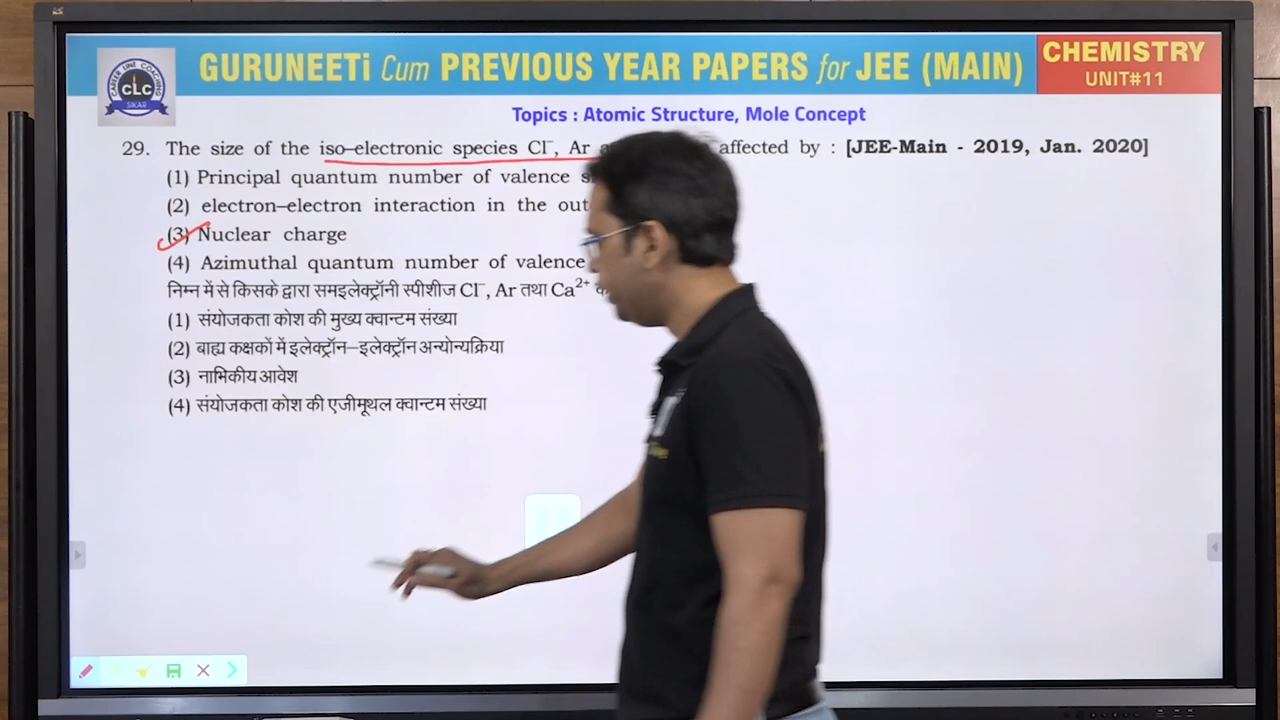 GURUNEETi Cum PREVIOUS YEAR PAPERS for JEE (MAIN)
CHEMISTRY
UNIT#11
CAREER LINE COACHING
CLC
SIKAR
Topics : Atomic Structure, Mole Concept
29. The size of the iso–electronic species Cl⁻, Ar affected by : [JEE-Main - 2019, Jan. 2020]
(1) Principal quantum number of valence
(2) electron–electron interaction in the
(3) Nuclear charge
(4) Azimuthal quantum number of valence
निम्न में से किसके द्वारा समइलेक्ट्रॉनी स्पीशीज Cl⁻, Ar तथा Ca²⁺
(1) संयोजकता कोश की मुख्य क्वान्टम संख्या
(2) बाह्य कक्षकों में इलेक्ट्रॉन–इलेक्ट्रॉन अन्योन्यक्रिया
(3) नाभिकीय आवेश
(4) संयोजकता कोश की एजीमूथल क्वान्टम संख्या